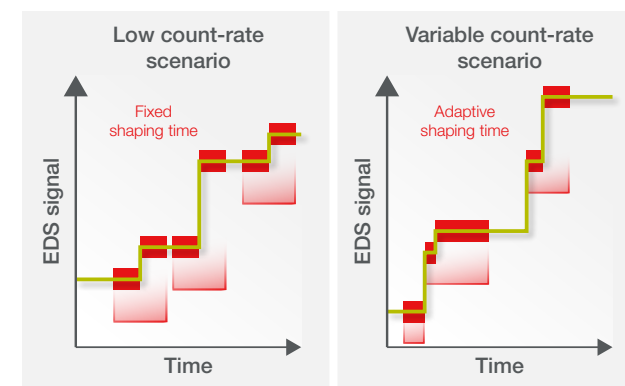 Low count-rate
scenario
Fixed
shaping time
EDS signal
Time
Variable count-rate
scenario
Adaptive
shaping time
EDS signal
Time